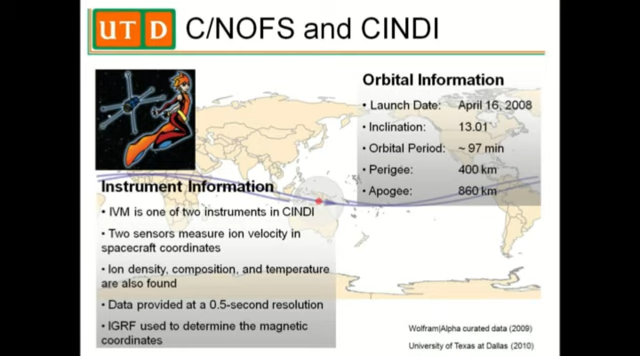 UTD C/NOFS and CINDI
Orbital Information
• Launch Date: April 16, 2008
• Inclination: 13.01
• Orbital Period: ~ 97 min
• Perigee: 400 km
• Apogee: 860 km
Instrument Information
• IVM is one of two instruments in CINDI
• Two sensors measure ion velocity in
spacecraft coordinates
• Ion density, composition, and temperature
are also found
• Data provided at a 0.5-second resolution
• IGRF used to determine the magnetic
coordinates
Wolfram|Alpha curated data (2009)
University of Texas at Dallas (2010)